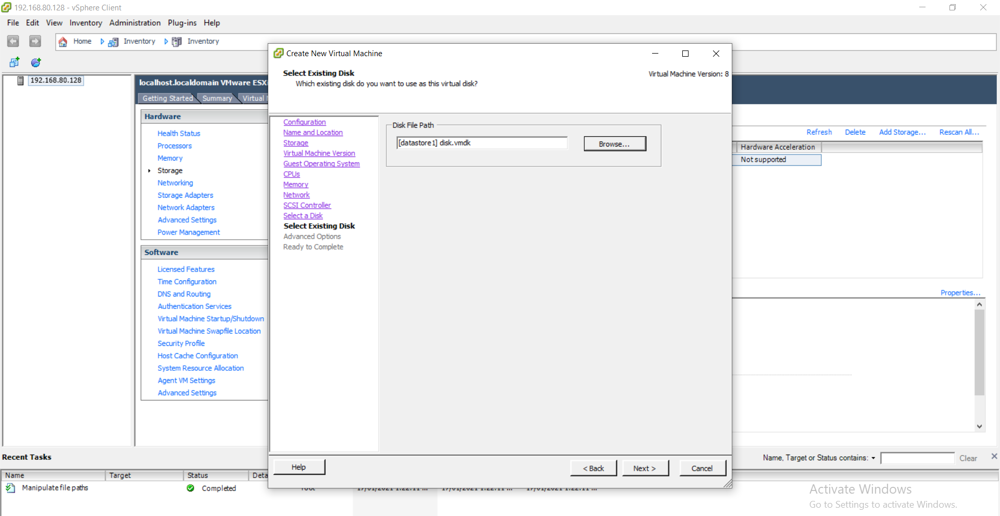 192.168.80.128 - vSphere Client
File Edit View Inventory Administration Plug-ins Help
Home Inventory Inventory
192.168.80.128
localhost.localdomain VMware ESX
Getting Started Summary Virtual
Hardware
Health Status
Processors
Memory
Storage
Networking
Storage Adapters
Network Adapters
Advanced Settings
Power Management
Software
Licensed Features
Time Configuration
DNS and Routing
Authentication Services
Virtual Machine Startup/Shutdown
Virtual Machine Swapfile Location
Security Profile
Host Cache Configuration
System Resource Allocation
Agent VM Settings
Advanced Settings
Create New Virtual Machine
Select Existing Disk
Which existing disk do you want to use as this virtual disk?
Virtual Machine Version: 8
Configuration
Name and Location
Storage
Virtual Machine Version
Guest Operating System
CPUs
Memory
Network
SCSI Controller
Select a Disk
Select Existing Disk
Advanced Options
Ready to Complete
Disk File Path
[datastore1] disk.vmdk
Browse...
Help
< Back Next > Cancel
Refresh Delete Add Storage... Rescan All...
Hardware Acceleration
Not supported
Properties...
Recent Tasks
Name, Target or Status contains: Clear
Name Target Status Deta
Manipulate file paths Completed
Activate Windows
Go to Settings to activate Windows.